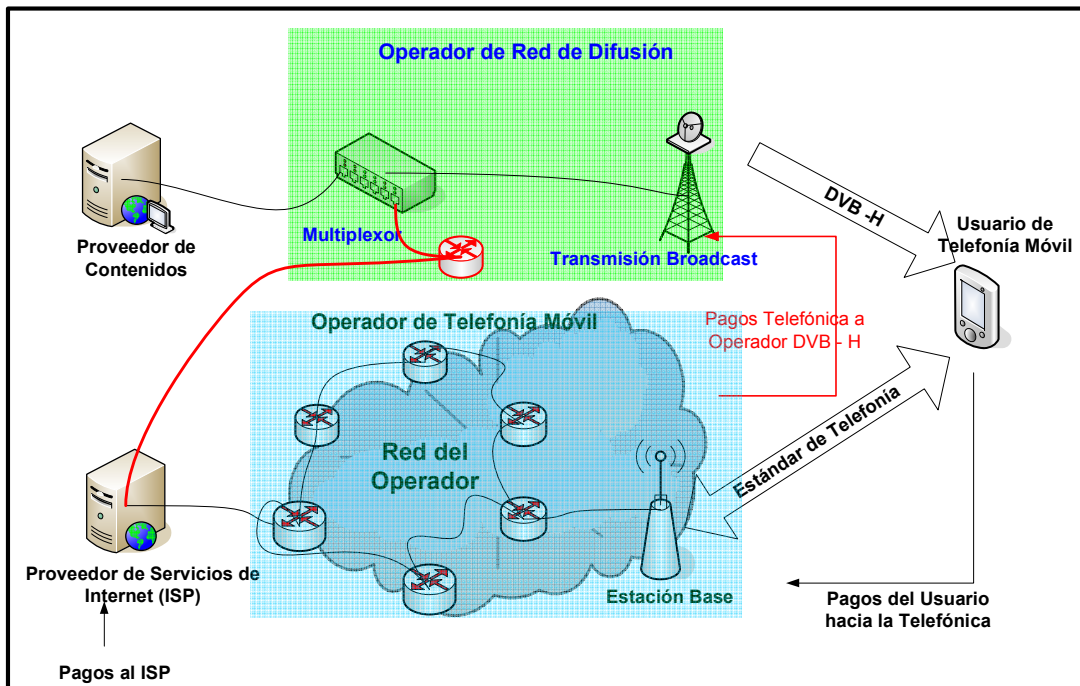 Operador de Red de Difusión
Proveedor de
Contenidos
Multiplexor
Transmisión Broadcast
DVB -H
Usuario de
Telefonía Móvil
Operador de Telefonía Móvil
Pagos Telefónica a
Operador DVB - H
Red del
Operador
Estándar de Telefonía
Proveedor de Servicios de
Internet (ISP)
Estación Base
Pagos del Usuario
hacia la Telefónica
Pagos al ISP